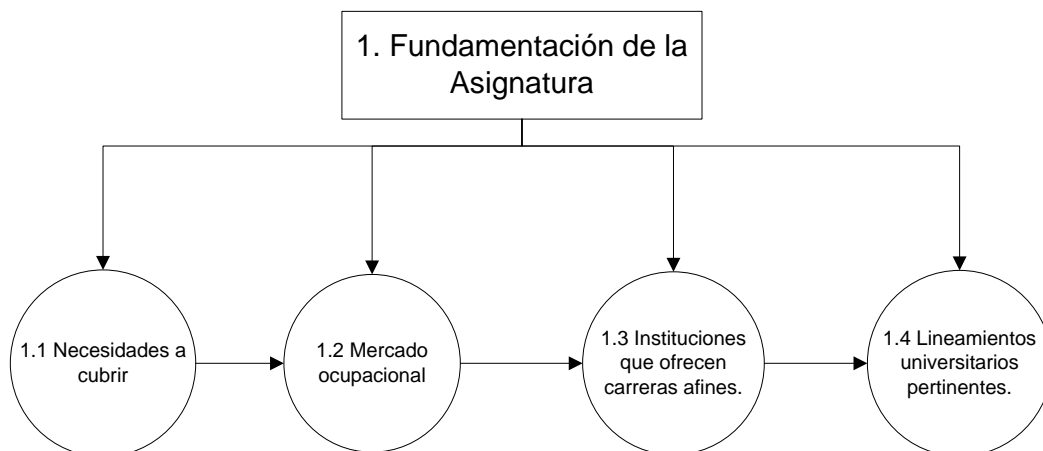 1. Fundamentación de la
Asignatura
1.1 Necesidades a
cubrir
1.2 Mercado
ocupacional
1.3 Instituciones
que ofrecen
carreras afines.
1.4 Lineamientos
universitarios
pertinentes.